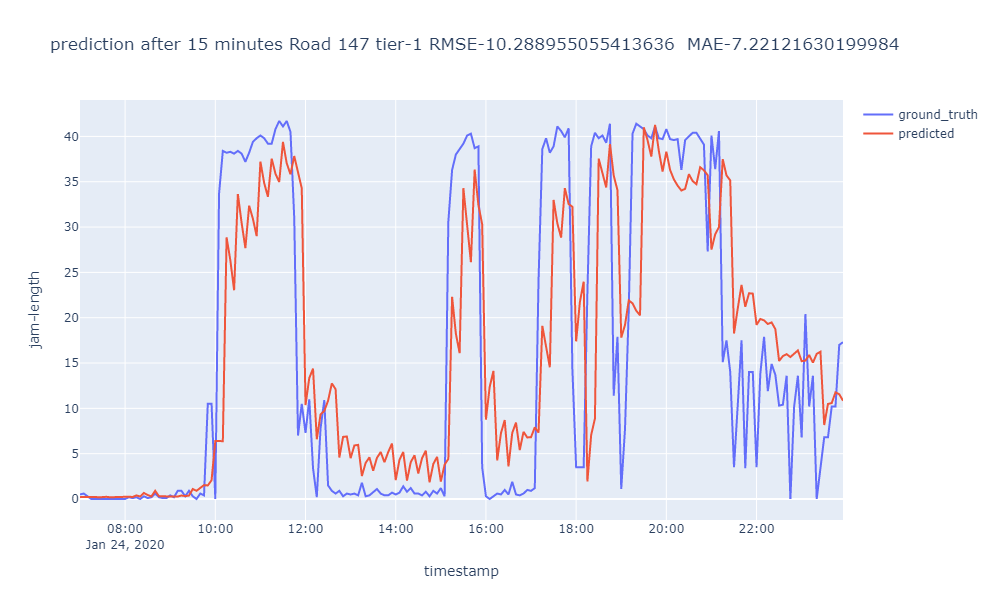 prediction after 15 minutes Road 147 tier-1 RMSE-10.288955055413636  MAE-7.22121630199984
ground_truth
predicted
40
35
30
25
20
15
10
5
0
jam-length
08:00 10:00 12:00 14:00 16:00 18:00 20:00 22:00
Jan 24, 2020
timestamp